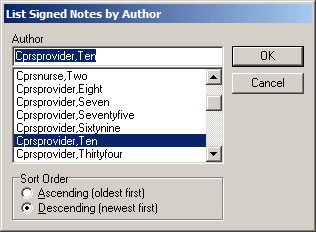 List Signed Notes by Author
Author
Cprsprovider,Ten
OK
Cprsnurse,Two
Cprsprovider,Eight
Cancel
Cprsprovider,Seven
Cprsprovider,Seventyfive
Cprsprovider,Sixtynine
Cprsprovider,Ten
Cprsprovider,Thirtyfour
Sort Order
Ascending (oldest first)
Descending (newest first)